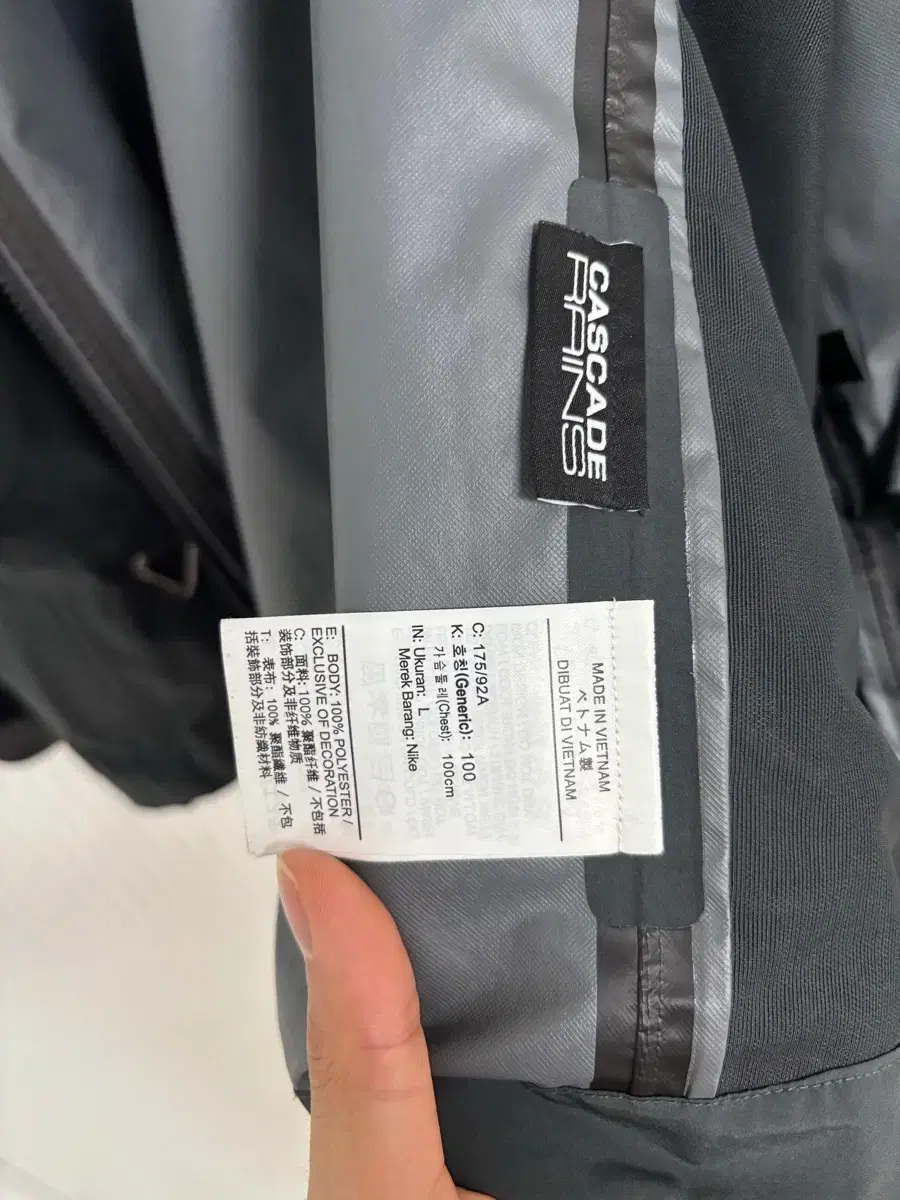 CASCADE
RAINS
MADE IN VIETNAM
ベトナム製
DIBUAT DI VIETNAM
C: 175/92A
K: 호칭(Generic): 100
가슴둘레(Chest): 100cm
IN: Ukuran: L
Merek Barang: Nike
E: BODY: 100% POLYESTER /
EXCLUSIVE OF DECORATION
C: 面料: 100% 聚酯纤维 / 不包括
装饰部分及非纤维物质
T: 表布: 100% 聚酯纖維 / 不包
括裝飾部分及非紡織材料